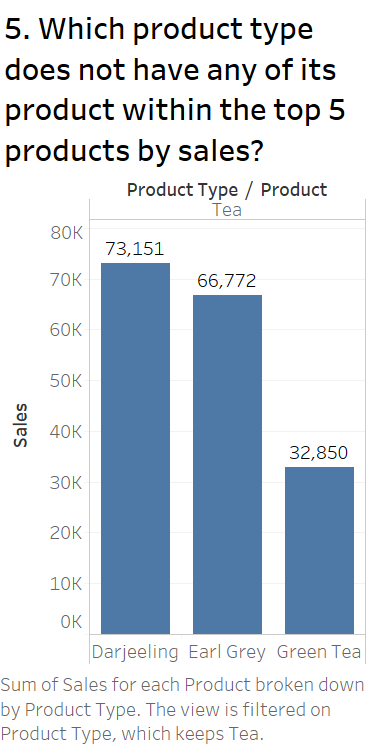 5. Which product type
does not have any of its
product within the top 5
products by sales?
Product Type / Product
Tea
80K
73,151
70K
66,772
60K
50K
Sales
40K
32,850
30K
20K
10K
0K
Darjeeling Earl Grey Green Tea
Sum of Sales for each Product broken down
by Product Type. The view is filtered on
Product Type, which keeps Tea.